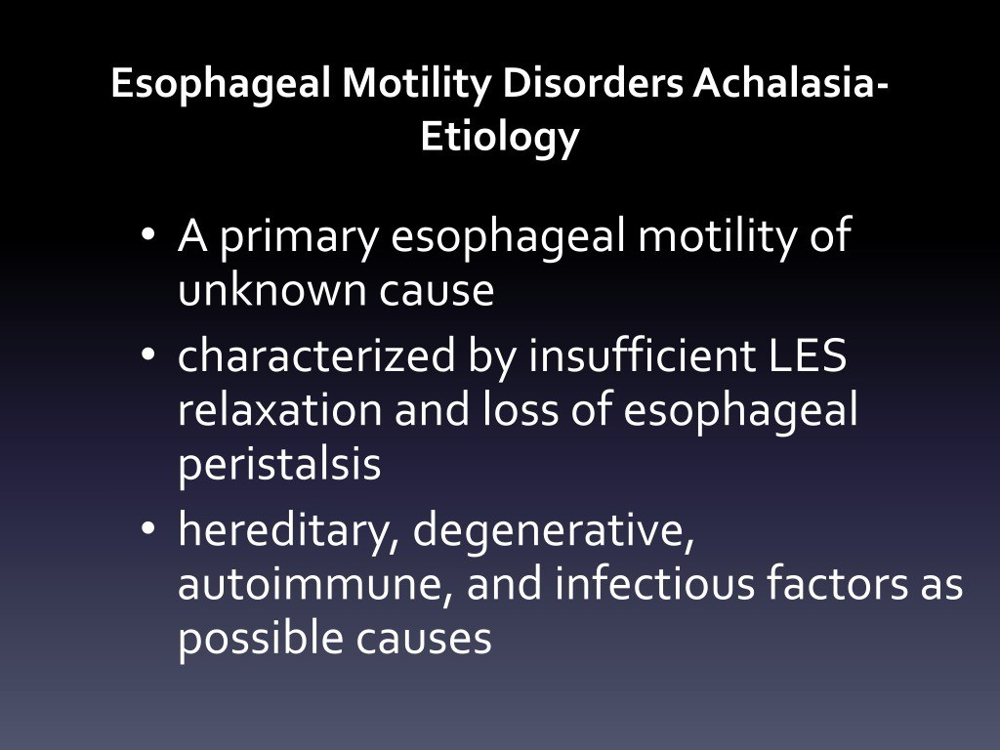 Esophageal Motility Disorders Achalasia-
Etiology
• A primary esophageal motility of
unknown cause
• characterized by insufficient LES
relaxation and loss of esophageal
peristalsis
• hereditary, degenerative,
autoimmune, and infectious factors as
possible causes